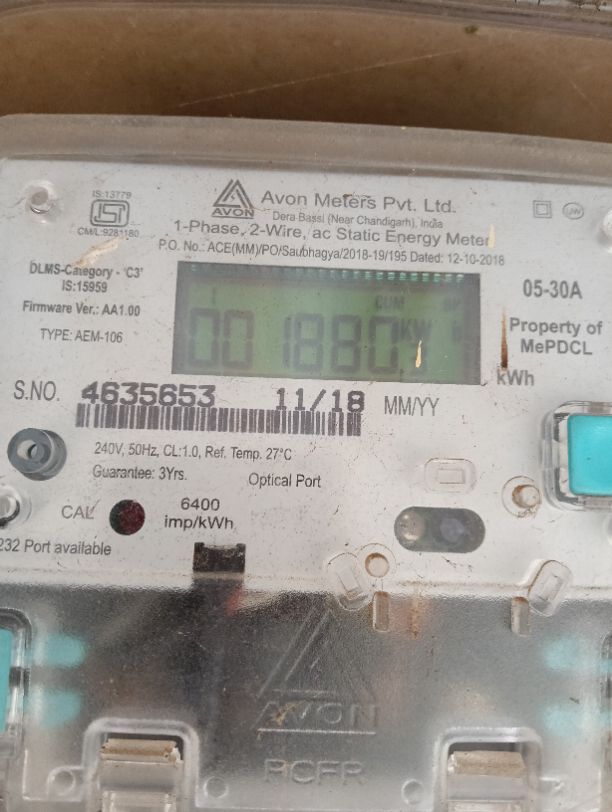 IS:13779
ISI
CM/L:9281180
AVON
Avon Meters Pvt. Ltd.
Dera Bassi (Near Chandigarh), India
1-Phase, 2-Wire, ac Static Energy Meter
P.O. No.: ACE(MM)/PO/Saubhagya/2018-19/195 Dated: 12-10-2018
DLMS-Category - 'C3'
IS:15959
Firmware Ver.: AA1.00
TYPE: AEM-106
CUM
KW h
05-30A
Property of
MePDCL
kWh
S.NO. 4635653 11/18 MM/YY
240V, 50Hz, CL:1.0, Ref. Temp. 27°C
Guarantee: 3Yrs.
Optical Port
CAL
6400
imp/kWh
232 Port available
AVON